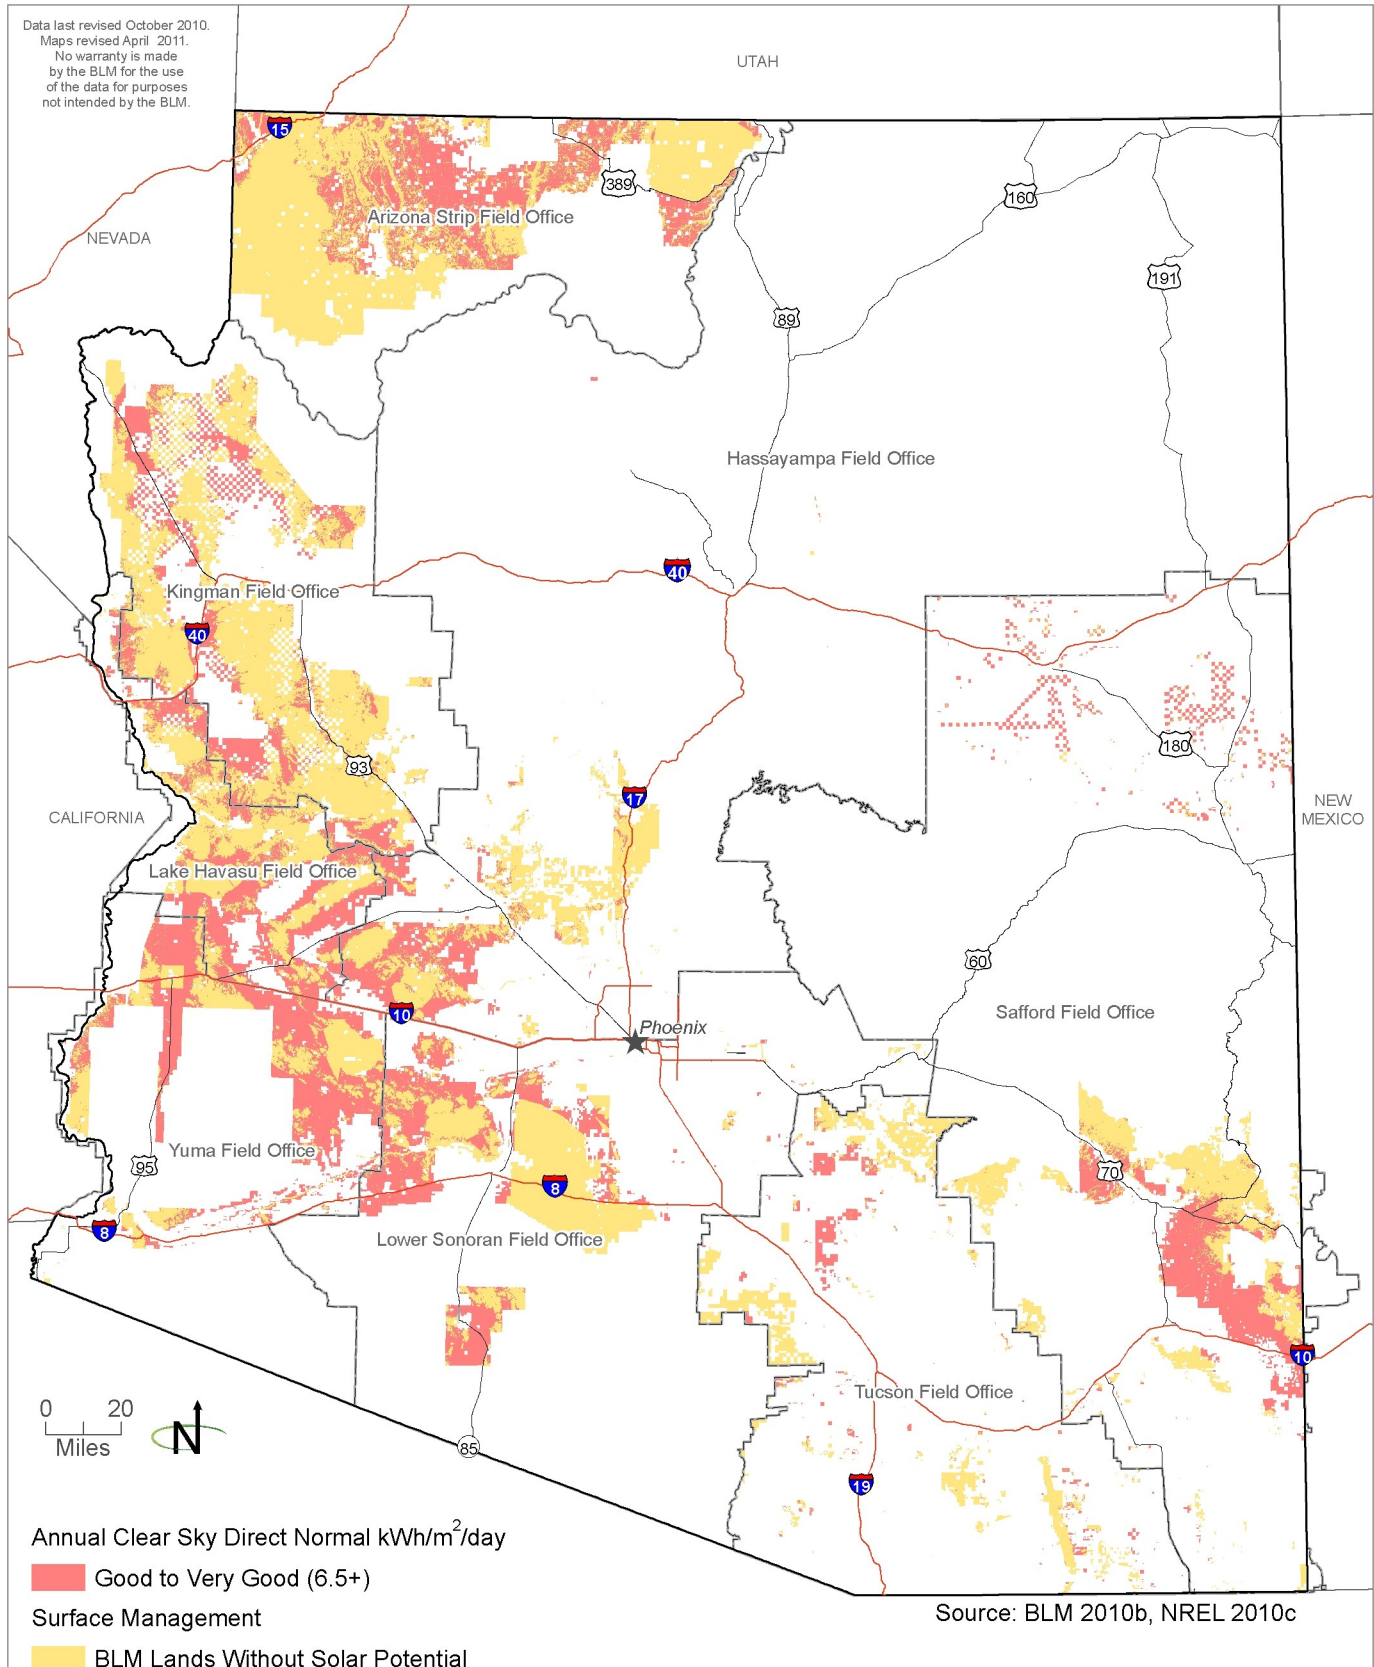 Data last revised October 2010.
Maps revised April 2011.
No warranty is made
by the BLM for the use
of the data for purposes
not intended by the BLM.
UTAH
15
389
160
Arizona Strip Field Office
NEVADA
191
89
Hassayampa Field Office
40
Kingman Field Office
40
180
93
17
NEW
MEXICO
CALIFORNIA
Lake Havasu Field Office
60
10
Safford Field Office
Phoenix
Yuma Field Office
95
70
8
8
Lower Sonoran Field Office
10
Tucson Field Office
0 20
Miles
N
85
19
Annual Clear Sky Direct Normal kWh/m²/day
Good to Very Good (6.5+)
Surface Management
Source: BLM 2010b, NREL 2010c
BLM Lands Without Solar Potential